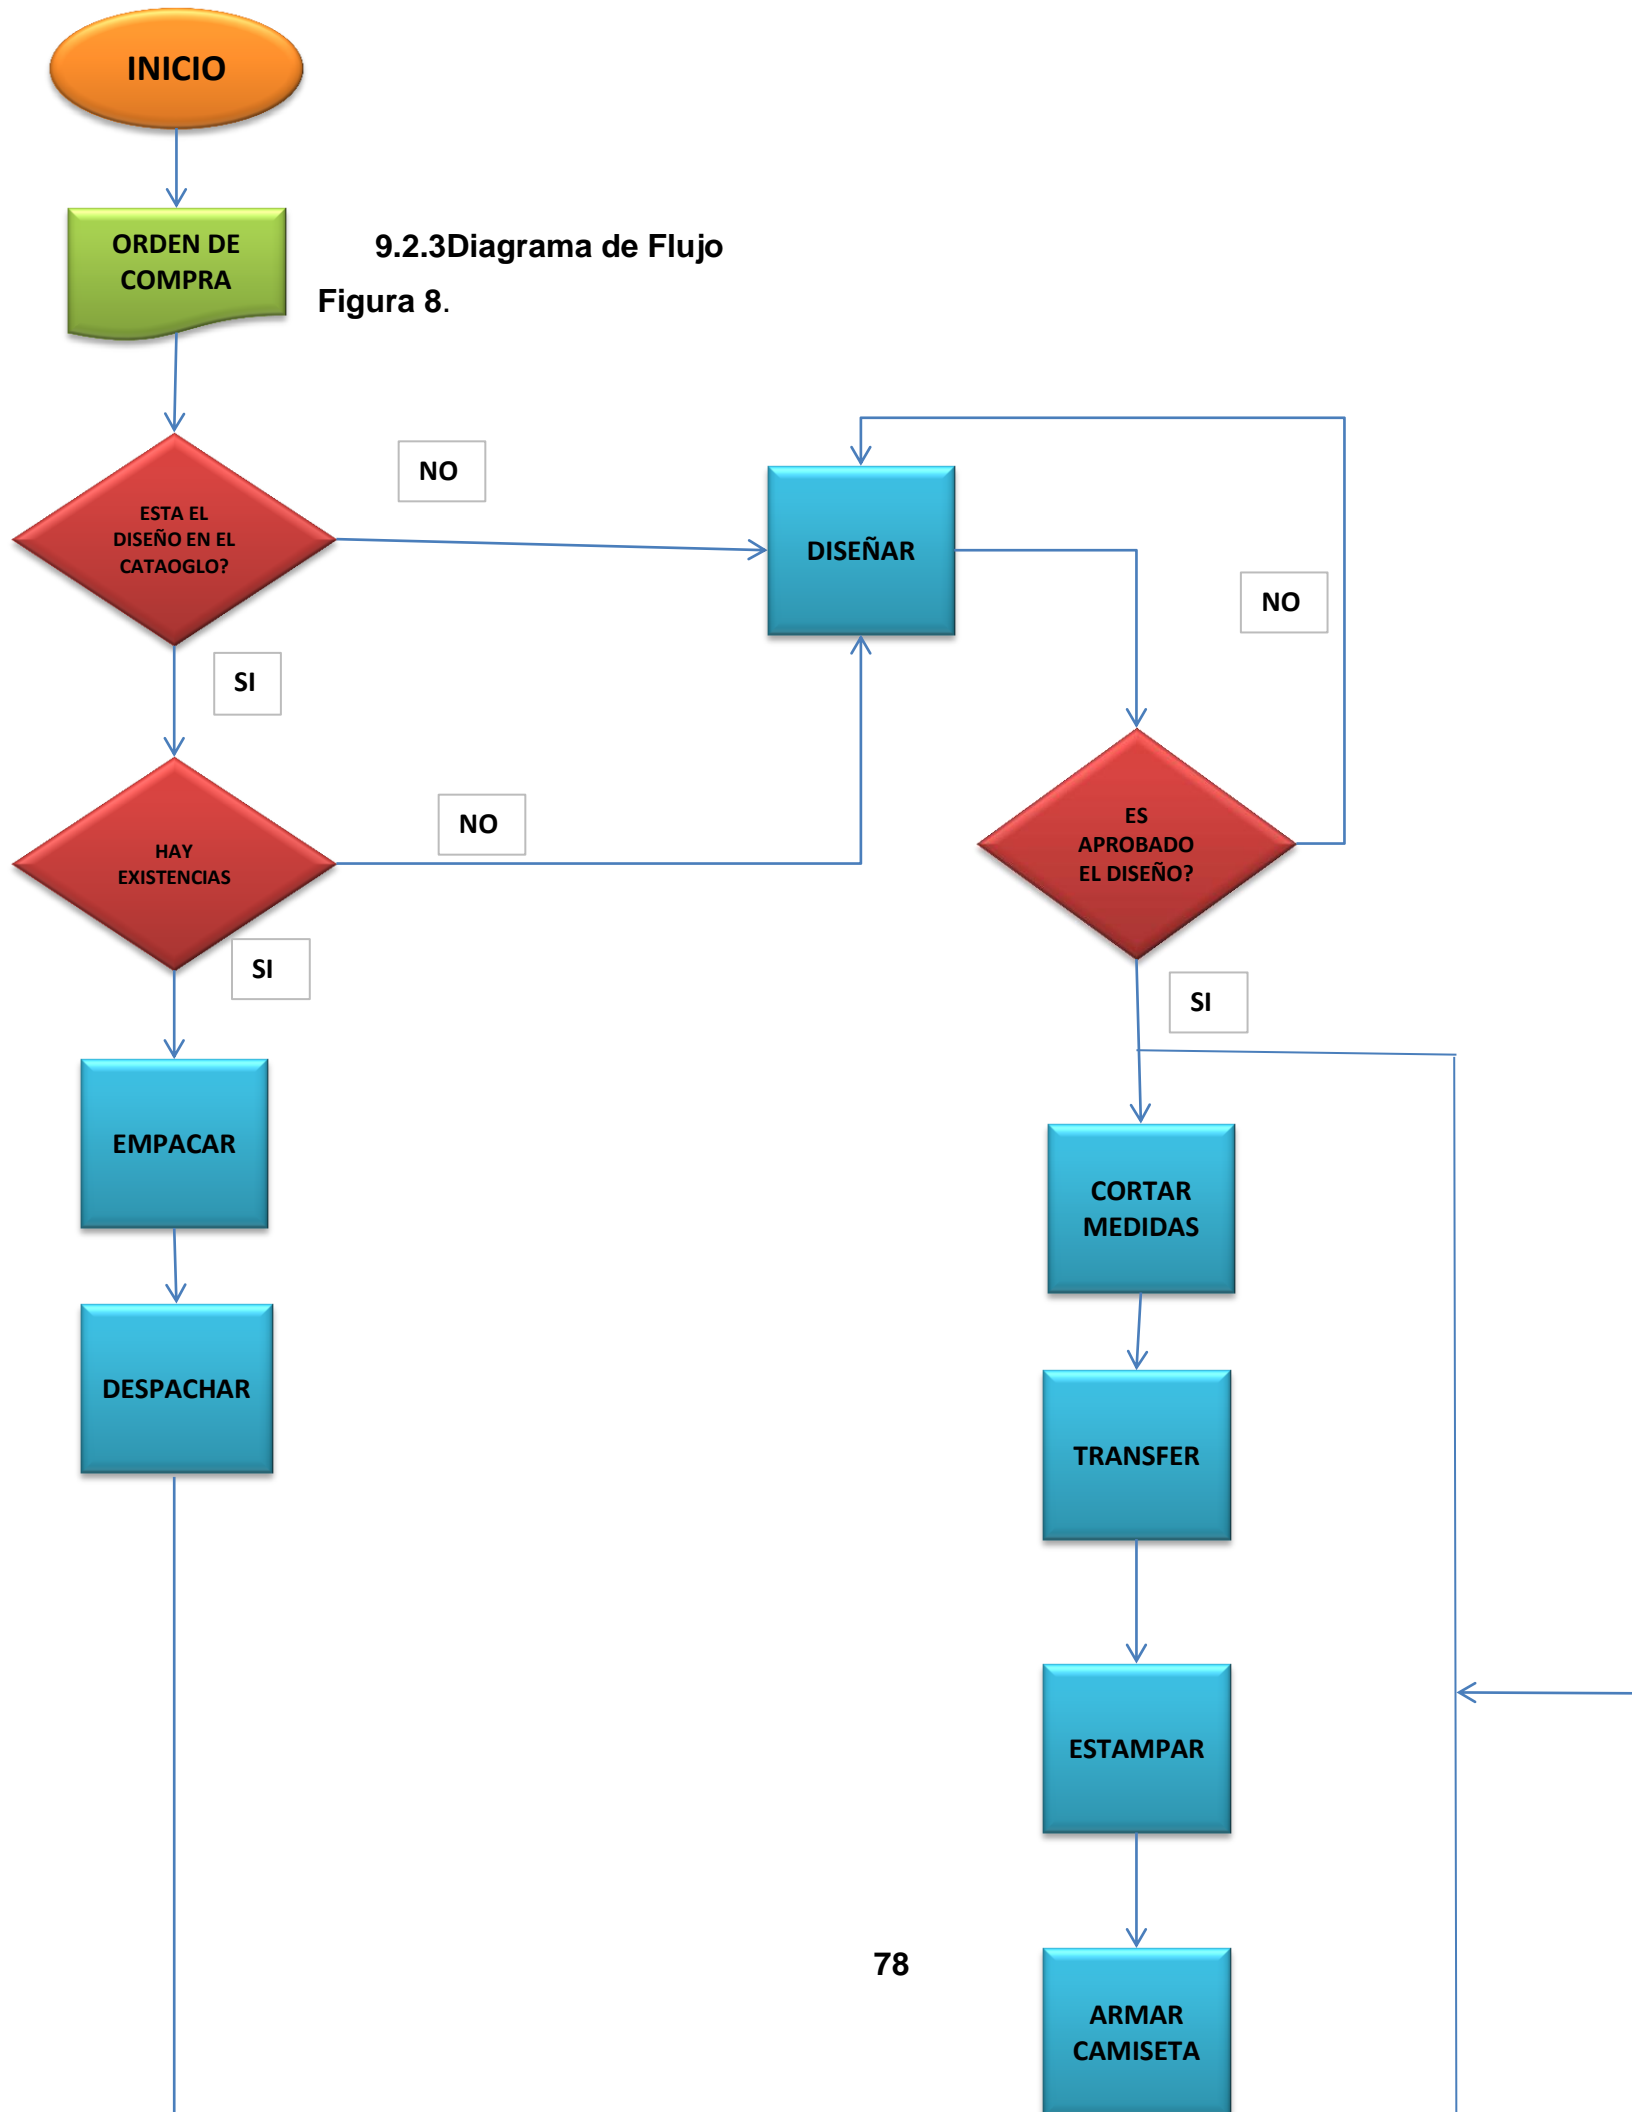 INICIO
ORDEN DE
COMPRA
9.2.3Diagrama de Flujo
Figura 8.
ESTA EL
DISEÑO EN EL
CATAOGLO?
NO
DISEÑAR
NO
SI
HAY
EXISTENCIAS
NO
ES
APROBADO
EL DISEÑO?
SI
SI
EMPACAR
CORTAR
MEDIDAS
DESPACHAR
TRANSFER
ESTAMPAR
78
ARMAR
CAMISETA